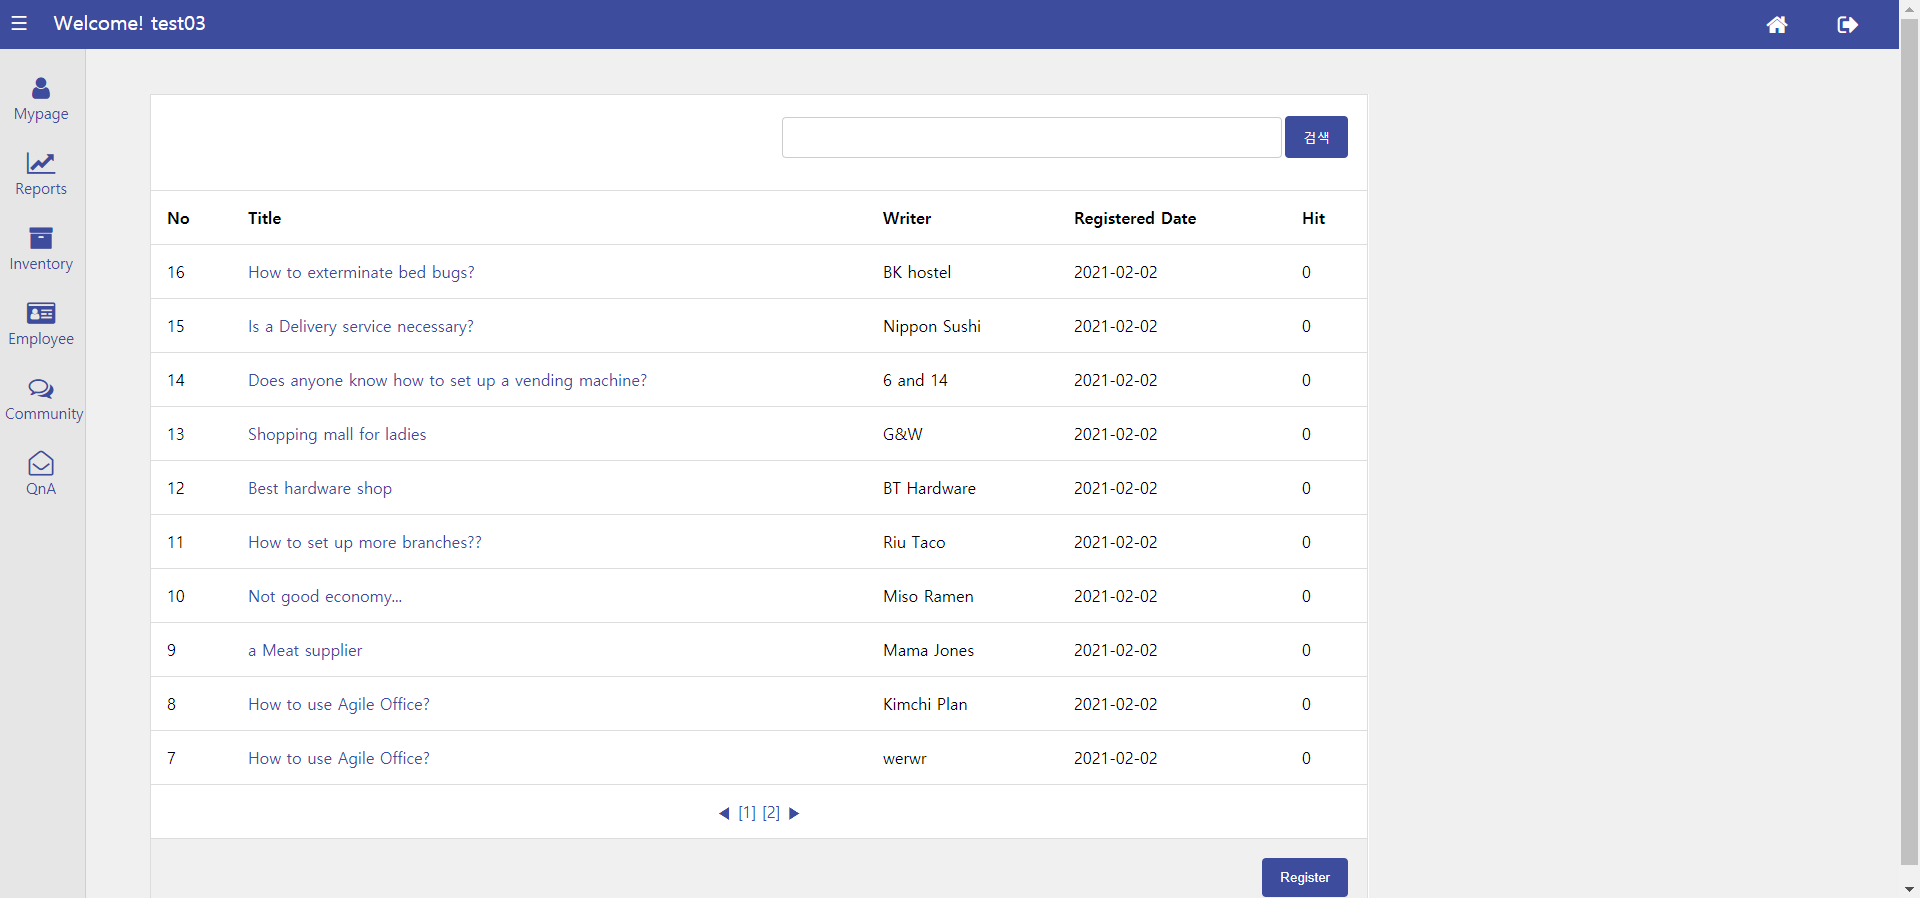 Welcome! test03
Mypage
Reports
Inventory
Employee
Community
QnA
검색
No Title Writer Registered Date Hit
16 How to exterminate bed bugs? BK hostel 2021-02-02 0
15 Is a Delivery service necessary? Nippon Sushi 2021-02-02 0
14 Does anyone know how to set up a vending machine? 6 and 14 2021-02-02 0
13 Shopping mall for ladies G&W 2021-02-02 0
12 Best hardware shop BT Hardware 2021-02-02 0
11 How to set up more branches?? Riu Taco 2021-02-02 0
10 Not good economy... Miso Ramen 2021-02-02 0
9 a Meat supplier Mama Jones 2021-02-02 0
8 How to use Agile Office? Kimchi Plan 2021-02-02 0
7 How to use Agile Office? werwr 2021-02-02 0
◀ [1] [2] ▶
Register